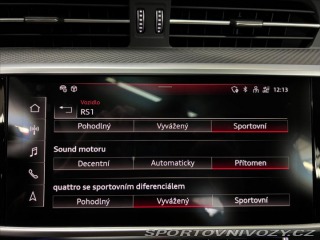 12:13
Vozidlo
RS1
Pohodlný Vyvážený Sportovní
Sound motoru
Decentní Automaticky Přítomen
quattro se sportovním diferenciálem
Pohodlný Vyvážený Sportovní
SPORTOVNIVOZY.CZ